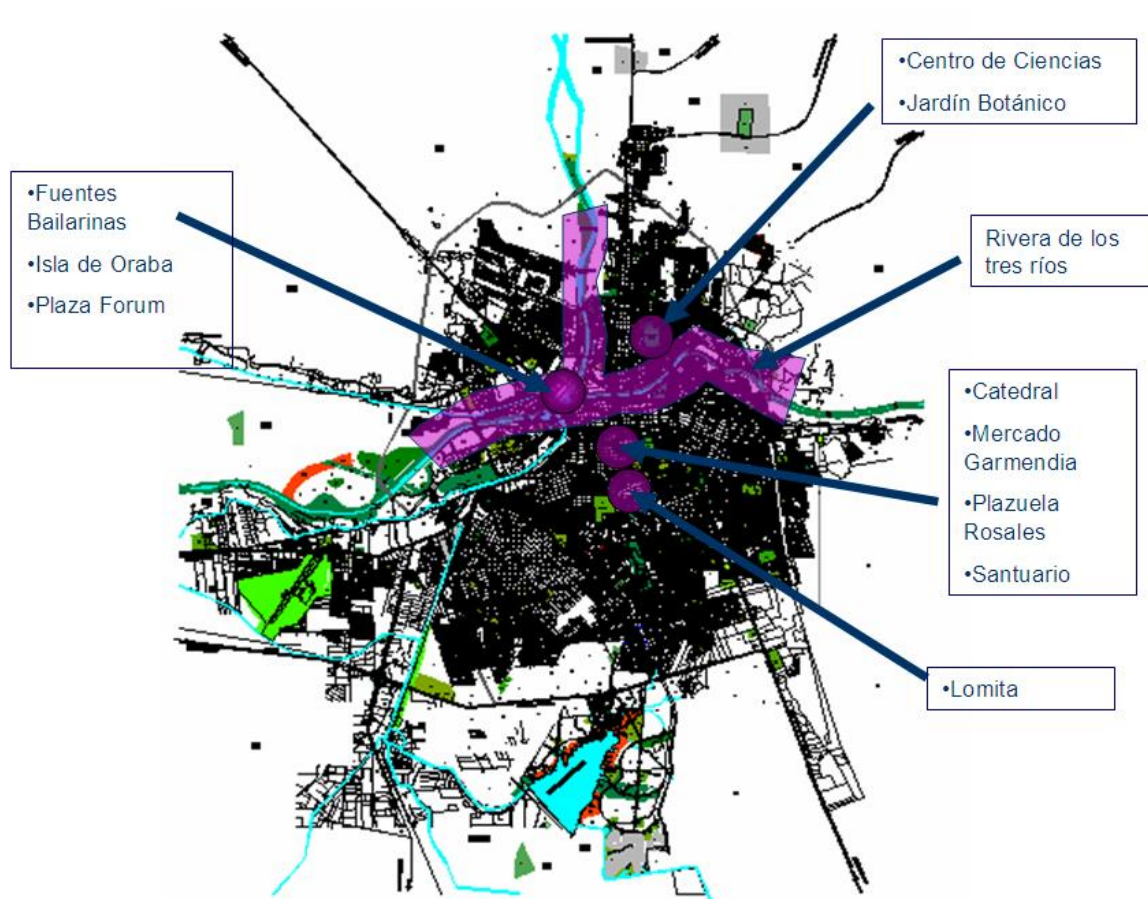 •Centro de Ciencias
•Jardín Botánico
•Fuentes
Bailarinas
•Isla de Oraba
•Plaza Forum
Rivera de los
tres ríos
•Catedral
•Mercado
Garmendia
•Plazuela
Rosales
•Santuario
•Lomita